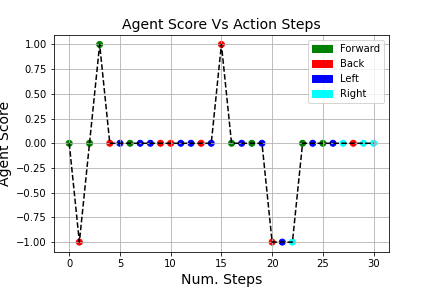 Agent Score Vs Action Steps
Agent Score
1.00
0.75
0.50
0.25
0.00
−0.25
−0.50
−0.75
−1.00
Forward
Back
Left
Right
0 5 10 15 20 25 30
Num. Steps